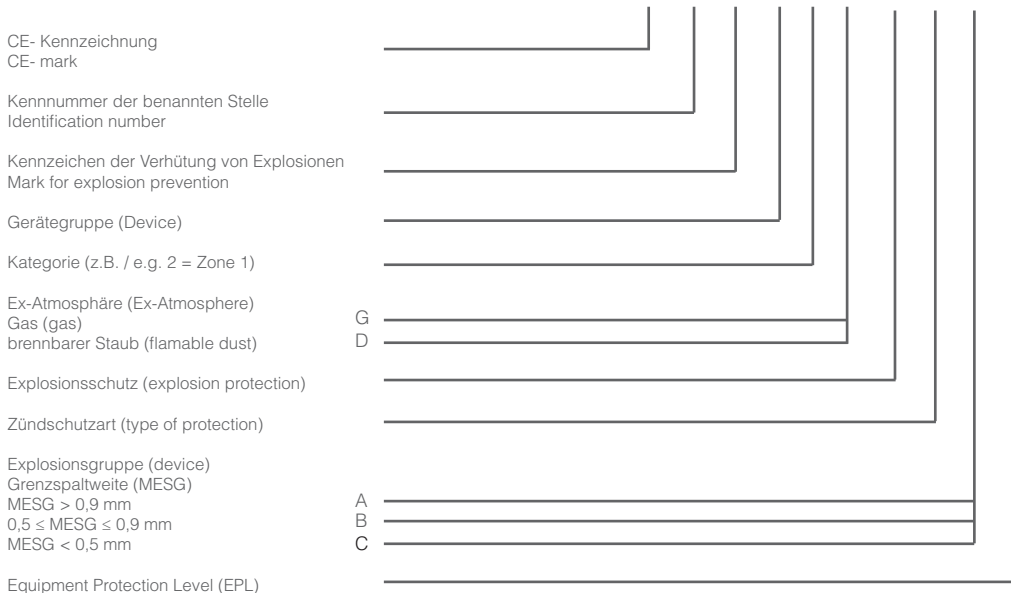 CE- Kennzeichnung
CE- mark
Kennnummer der benannten Stelle
Identification number
Kennzeichen der Verhütung von Explosionen
Mark for explosion prevention
Gerätegruppe (Device)
Kategorie (z.B. / e.g. 2 = Zone 1)
Ex-Atmosphäre (Ex-Atmosphere)
Gas (gas) G
brennbarer Staub (flamable dust) D
Explosionsschutz (explosion protection)
Zündschutzart (type of protection)
Explosionsgruppe (device)
Grenzspaltweite (MESG)
MESG > 0,9 mm A
0,5 ≤ MESG ≤ 0,9 mm B
MESG < 0,5 mm C
Equipment Protection Level (EPL)